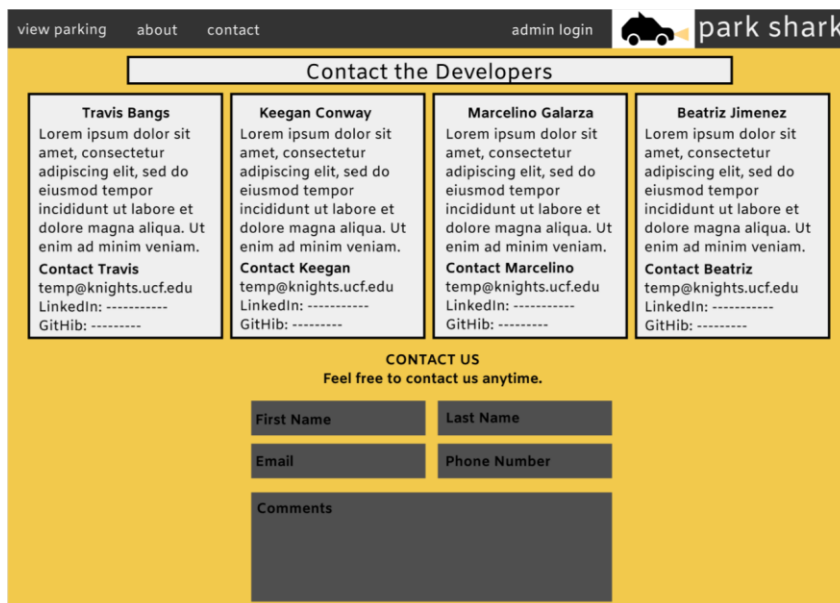 view parking about contact admin login park shark
Contact the Developers
Travis Bangs
Lorem ipsum dolor sit
amet, consectetur
adipiscing elit, sed do
eiusmod tempor
incididunt ut labore et
dolore magna aliqua. Ut
enim ad minim veniam.
Contact Travis
temp@knights.ucf.edu
LinkedIn: -----------
GitHib: ---------
Keegan Conway
Lorem ipsum dolor sit
amet, consectetur
adipiscing elit, sed do
eiusmod tempor
incididunt ut labore et
dolore magna aliqua. Ut
enim ad minim veniam.
Contact Keegan
temp@knights.ucf.edu
LinkedIn: -----------
GitHib: ---------
Marcelino Galarza
Lorem ipsum dolor sit
amet, consectetur
adipiscing elit, sed do
eiusmod tempor
incididunt ut labore et
dolore magna aliqua. Ut
enim ad minim veniam.
Contact Marcelino
temp@knights.ucf.edu
LinkedIn: -----------
GitHib: ---------
Beatriz Jimenez
Lorem ipsum dolor sit
amet, consectetur
adipiscing elit, sed do
eiusmod tempor
incididunt ut labore et
dolore magna aliqua. Ut
enim ad minim veniam.
Contact Beatriz
temp@knights.ucf.edu
LinkedIn: -----------
GitHib: ---------
CONTACT US
Feel free to contact us anytime.
First Name Last Name
Email Phone Number
Comments